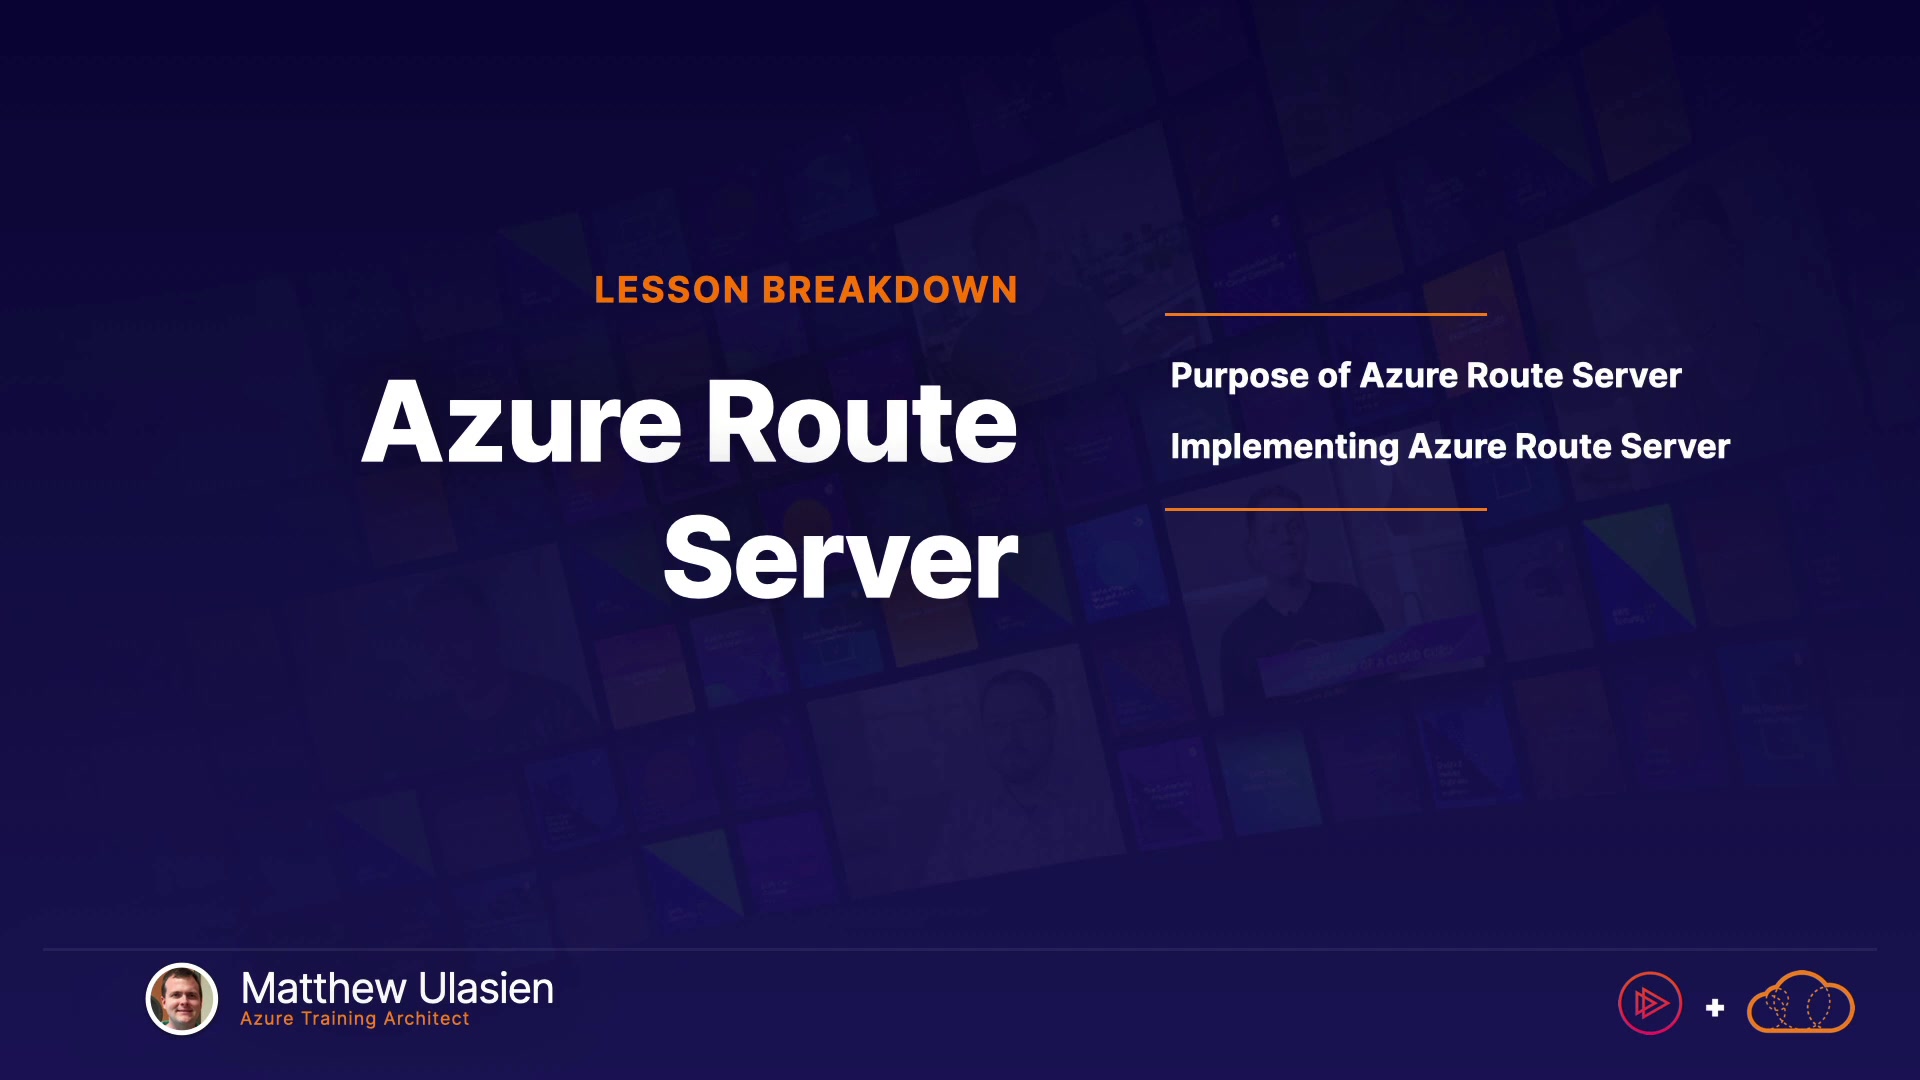 LESSON BREAKDOWN
Azure Route
Server
Purpose of Azure Route Server
Implementing Azure Route Server
Matthew Ulasien
Azure Training Architect